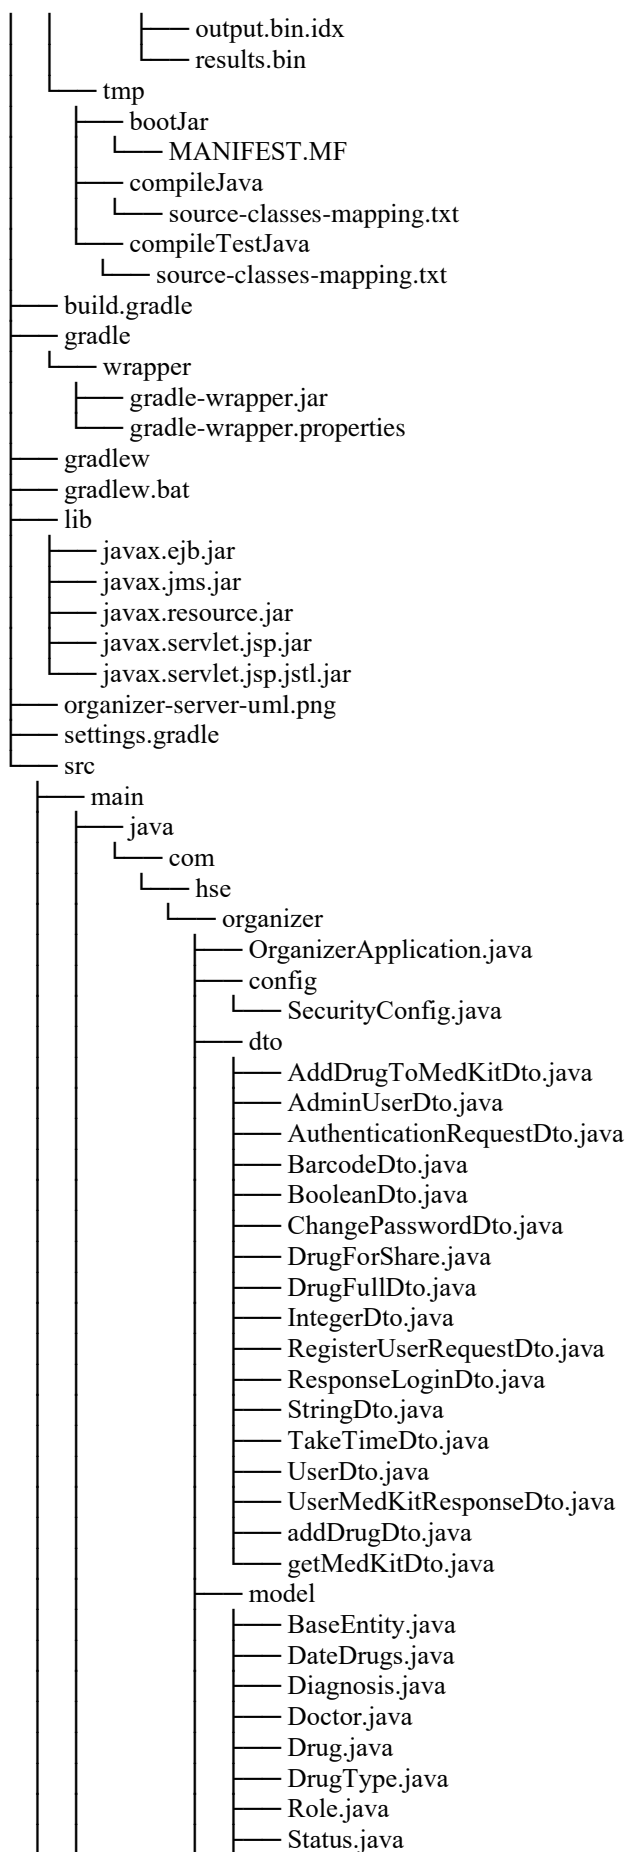 output.bin.idx
results.bin
tmp
bootJar
MANIFEST.MF
compileJava
source-classes-mapping.txt
compileTestJava
source-classes-mapping.txt
build.gradle
gradle
wrapper
gradle-wrapper.jar
gradle-wrapper.properties
gradlew
gradlew.bat
lib
javax.ejb.jar
javax.jms.jar
javax.resource.jar
javax.servlet.jsp.jar
javax.servlet.jsp.jstl.jar
organizer-server-uml.png
settings.gradle
src
main
java
com
hse
organizer
OrganizerApplication.java
config
SecurityConfig.java
dto
AddDrugToMedKitDto.java
AdminUserDto.java
AuthenticationRequestDto.java
BarcodeDto.java
BooleanDto.java
ChangePasswordDto.java
DrugForShare.java
DrugFullDto.java
IntegerDto.java
RegisterUserRequestDto.java
ResponseLoginDto.java
StringDto.java
TakeTimeDto.java
UserDto.java
UserMedKitResponseDto.java
addDrugDto.java
getMedKitDto.java
model
BaseEntity.java
DateDrugs.java
Diagnosis.java
Doctor.java
Drug.java
DrugType.java
Role.java
Status.java